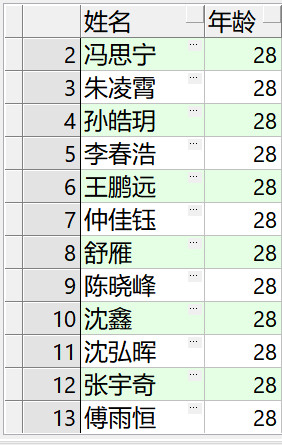 姓名 年龄
2 冯思宁 28
3 朱凌霄 28
4 孙皓玥 28
5 李春浩 28
6 王鹏远 28
7 仲佳钰 28
8 舒雁 28
9 陈晓峰 28
10 沈鑫 28
11 沈弘晖 28
12 张宇奇 28
13 傅雨恒 28